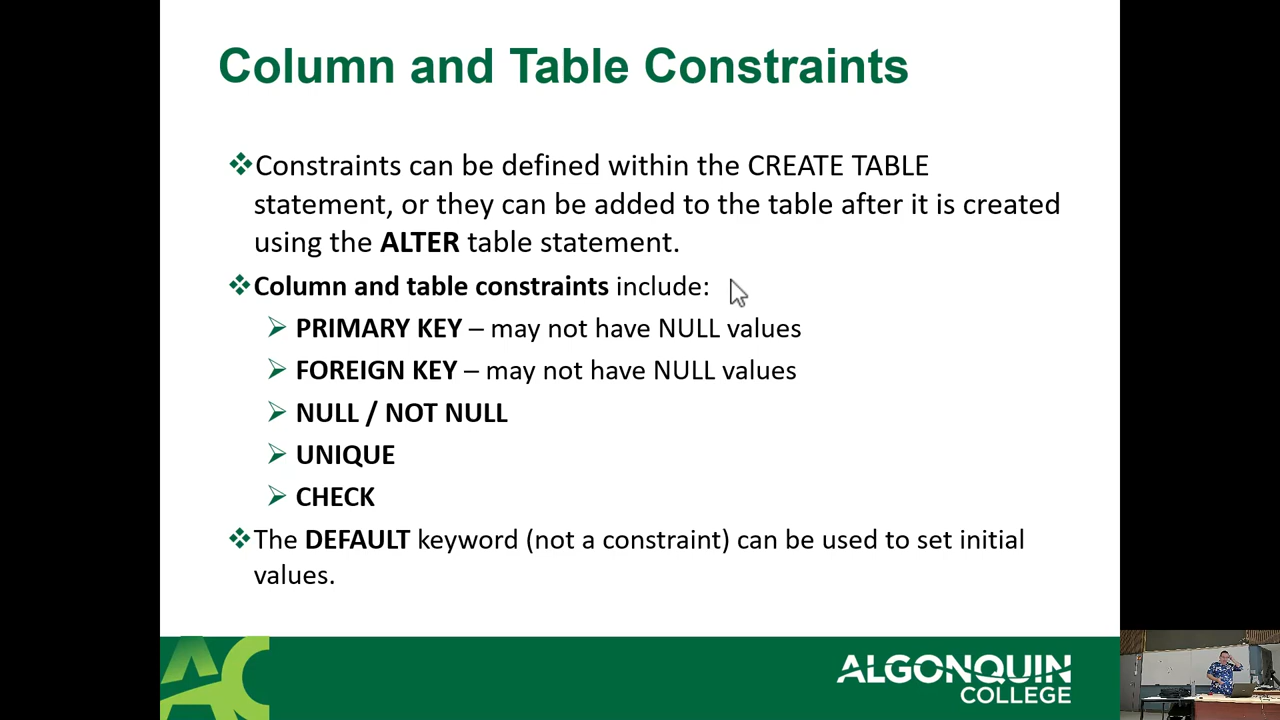 Column and Table Constraints
Constraints can be defined within the CREATE TABLE
statement, or they can be added to the table after it is created
using the ALTER table statement.
Column and table constraints include:
PRIMARY KEY – may not have NULL values
FOREIGN KEY – may not have NULL values
NULL / NOT NULL
UNIQUE
CHECK
The DEFAULT keyword (not a constraint) can be used to set initial
values.
AC
ALGONQUIN
COLLEGE